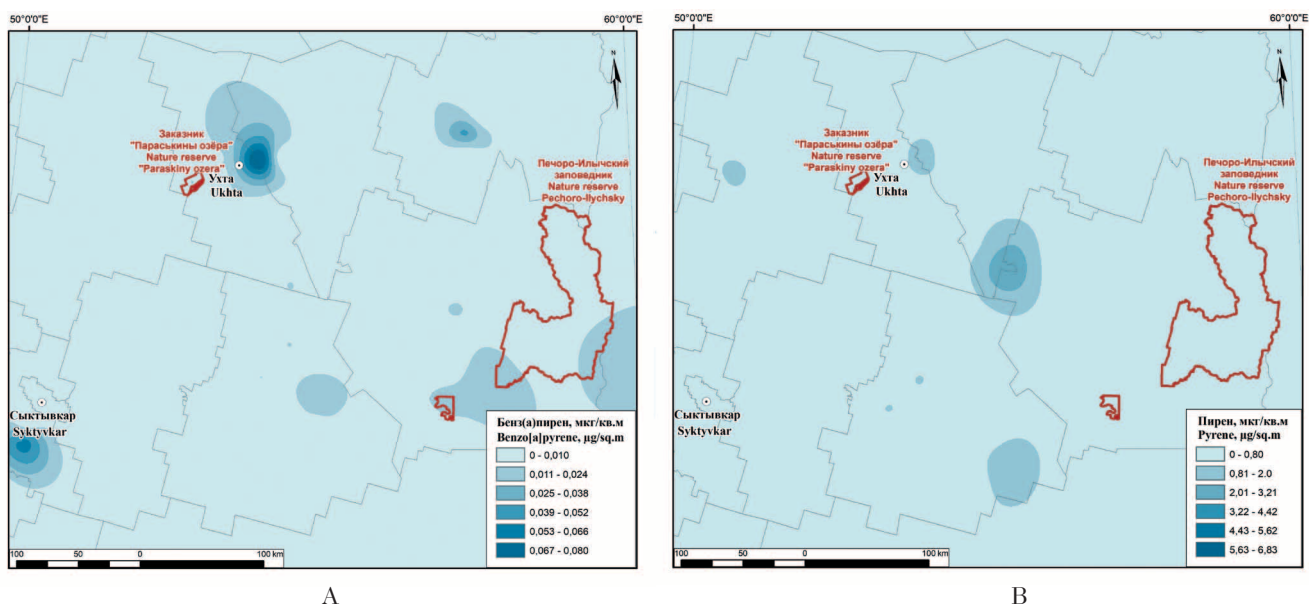 50°0'0"E
60°0'0"E
N
Заказник
"Параськины озёра"
Nature reserve
"Paraskiny ozera"
Ухта
Ukhta
Печоро-Илычский
заповедник
Nature reserve
Pechoro-Ilychsky
Сыктывкар
Syktyvkar
Бенз(а)пирен, мкг/кв.м
Benzo[a]pyrene, µg/sq.m
0 - 0,010
0,011 - 0,024
0,025 - 0,038
0,039 - 0,052
0,053 - 0,066
0,067 - 0,080
100 50 0 100 km
A
50°0'0"E
60°0'0"E
N
Заказник
"Параськины озёра"
Nature reserve
"Paraskiny ozera"
Ухта
Ukhta
Печоро-Илычский
заповедник
Nature reserve
Pechoro-Ilychsky
Сыктывкар
Syktyvkar
Пирен, мкг/кв.м
Pyrene, µg/sq.m
0 - 0,80
0,81 - 2.0
2,01 - 3,21
3,22 - 4,42
4,43 - 5,62
5,63 - 6,83
100 50 0 100 km
B